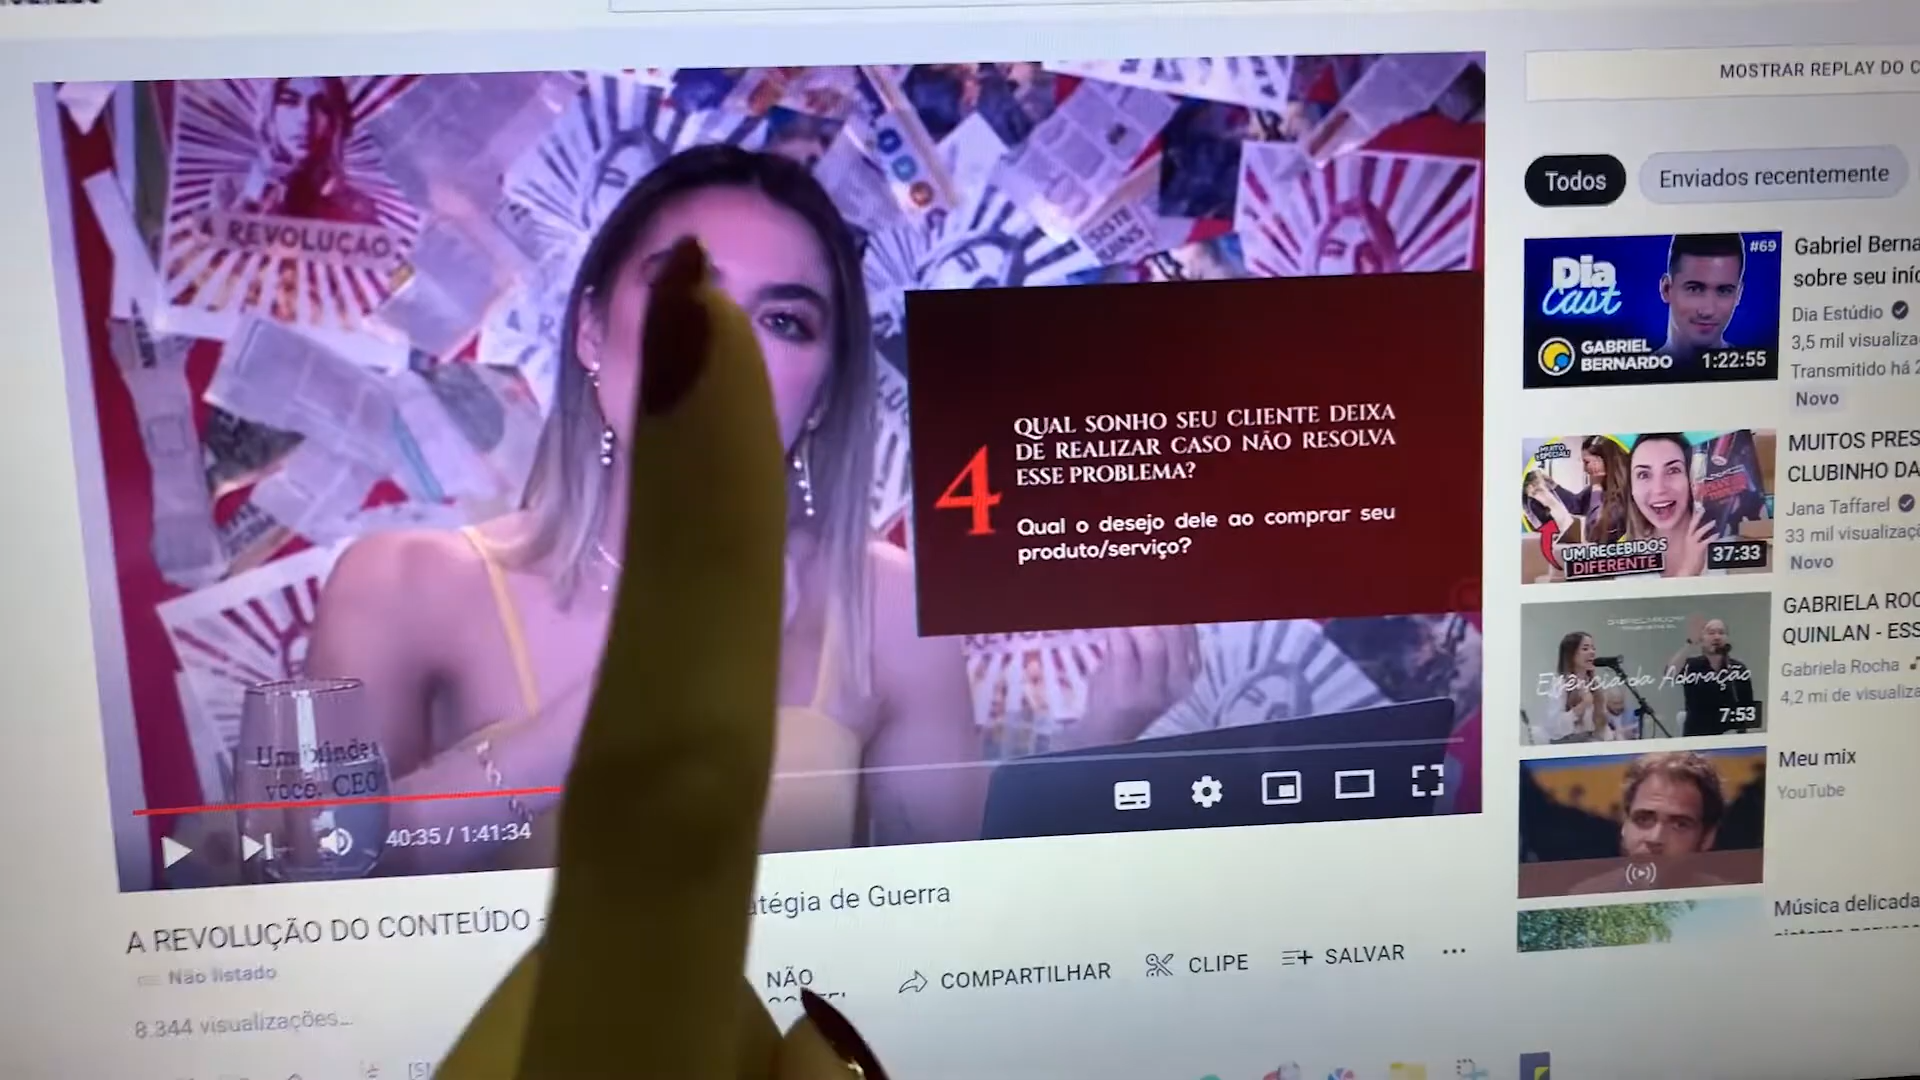 MOSTRAR REPLAY DO C
Todos
Enviados recentemente
A REVOLUÇÃO
4
QUAL SONHO SEU CLIENTE DEIXA
DE REALIZAR CASO NÃO RESOLVA
ESSE PROBLEMA?
Qual o desejo dele ao comprar seu
produto/serviço?
Um brinde a
você, CEO
40:35 / 1:41:34
A REVOLUÇÃO DO CONTEÚDO -
atégia de Guerra
Não listado
8.344 visualizações...
NÃO
COMPARTILHAR
CLIPE
SALVAR
Dia
Cast
#69
GABRIEL
BERNARDO
1:22:55
Gabriel Berna
sobre seu iníc
Dia Estúdio
3,5 mil visualiza
Transmitido há 2
Novo
UM RECEBIDOS
DIFERENTE
37:33
MUITOS PRES
CLUBINHO DA
Jana Taffarel
33 mil visualizaçõ
Novo
Essência da Adoração
7:53
GABRIELA ROC
QUINLAN - ESS
Gabriela Rocha
4,2 mi de visualiza
Meu mix
YouTube
Música delicada